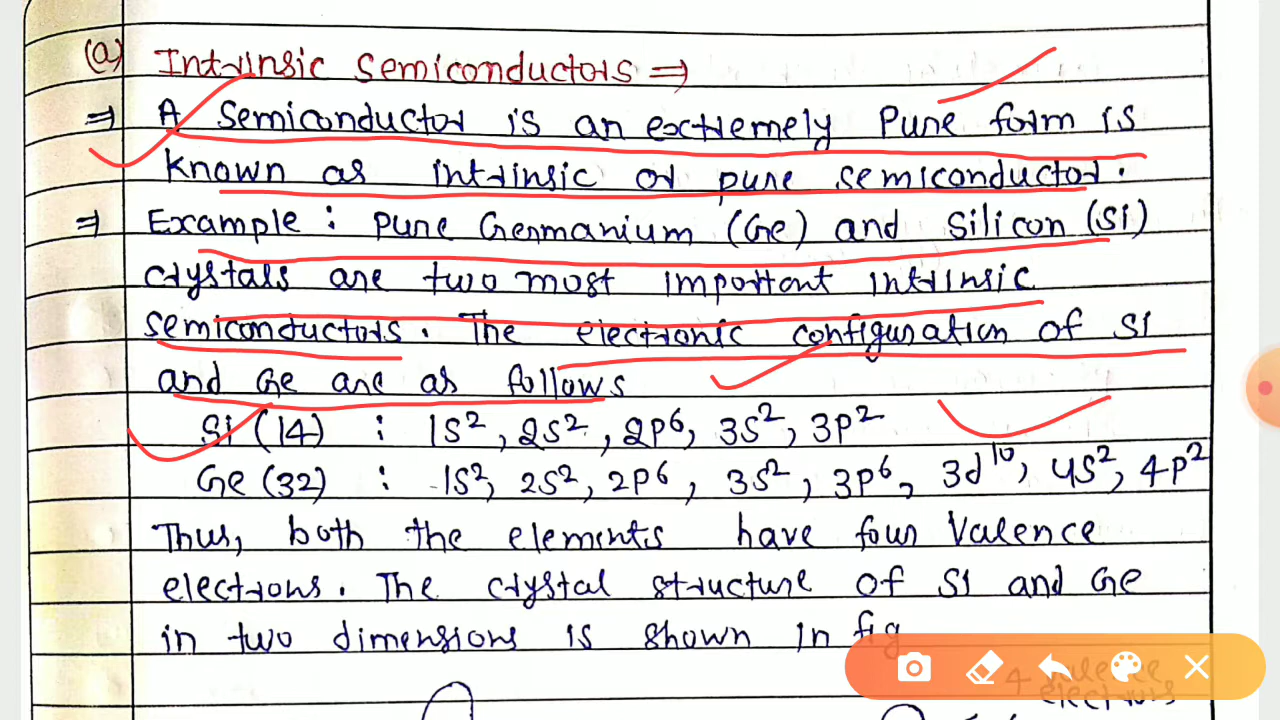 (a) Intrinsic Semiconductors ⇒
⇒ A Semiconductor is an extremely Pure form is
known as intrinsic or pure semiconductor.
⇒ Example : Pure Germanium (Ge) and Silicon (Si)
crystals are two most important intrinsic
semiconductors. The electronic configuration of Si
and Ge are as follows
Si (14) : 1s², 2s², 2p⁶, 3s², 3p²
Ge (32) : 1s², 2s², 2p⁶, 3s², 3p⁶, 3d¹⁰, 4s², 4p²
Thus, both the elements have four Valence
electrons. The crystal structure of Si and Ge
in two dimensions is shown in fig
4 valence
electrons